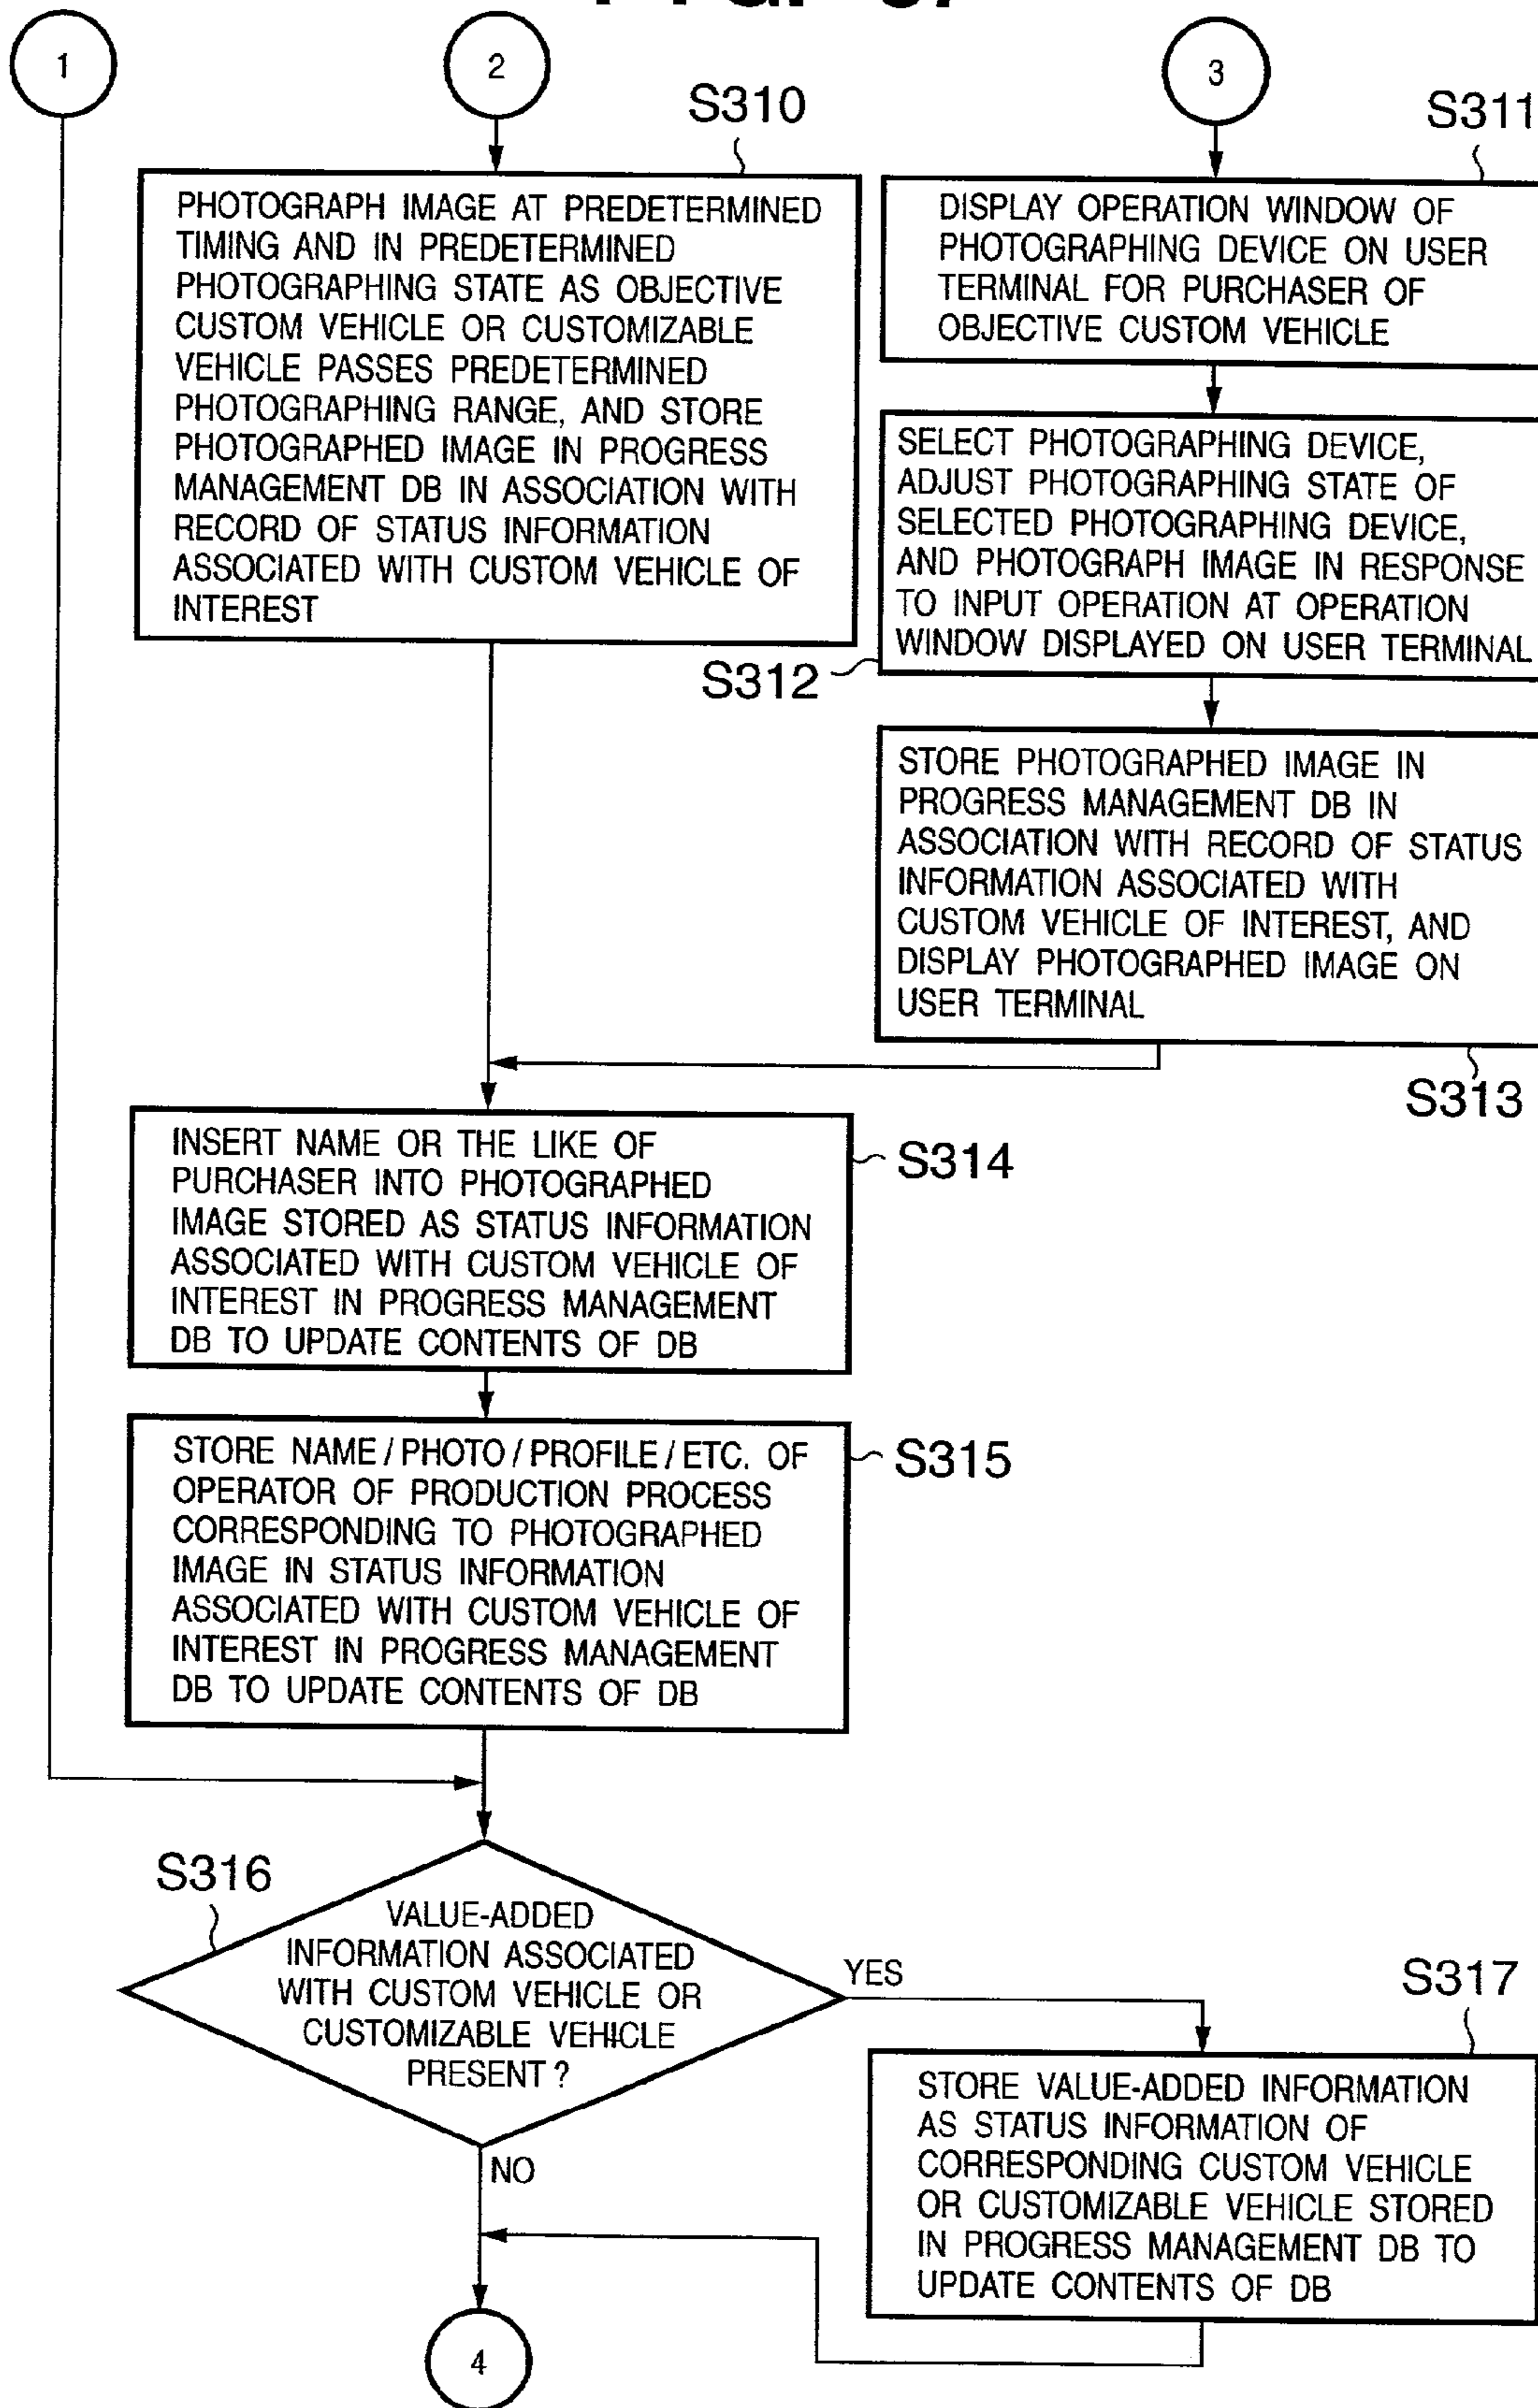 1
2
3
S310
S311
PHOTOGRAPH IMAGE AT PREDETERMINED
TIMING AND IN PREDETERMINED
PHOTOGRAPHING STATE AS OBJECTIVE
CUSTOM VEHICLE OR CUSTOMIZABLE
VEHICLE PASSES PREDETERMINED
PHOTOGRAPHING RANGE, AND STORE
PHOTOGRAPHED IMAGE IN PROGRESS
MANAGEMENT DB IN ASSOCIATION WITH
RECORD OF STATUS INFORMATION
ASSOCIATED WITH CUSTOM VEHICLE OF
INTEREST
DISPLAY OPERATION WINDOW OF
PHOTOGRAPHING DEVICE ON USER
TERMINAL FOR PURCHASER OF
OBJECTIVE CUSTOM VEHICLE
SELECT PHOTOGRAPHING DEVICE,
ADJUST PHOTOGRAPHING STATE OF
SELECTED PHOTOGRAPHING DEVICE,
AND PHOTOGRAPH IMAGE IN RESPONSE
TO INPUT OPERATION AT OPERATION
WINDOW DISPLAYED ON USER TERMINAL
S312
STORE PHOTOGRAPHED IMAGE IN
PROGRESS MANAGEMENT DB IN
ASSOCIATION WITH RECORD OF STATUS
INFORMATION ASSOCIATED WITH
CUSTOM VEHICLE OF INTEREST, AND
DISPLAY PHOTOGRAPHED IMAGE ON
USER TERMINAL
S313
INSERT NAME OR THE LIKE OF
PURCHASER INTO PHOTOGRAPHED
IMAGE STORED AS STATUS INFORMATION
ASSOCIATED WITH CUSTOM VEHICLE OF
INTEREST IN PROGRESS MANAGEMENT
DB TO UPDATE CONTENTS OF DB
S314
STORE NAME / PHOTO / PROFILE / ETC. OF
OPERATOR OF PRODUCTION PROCESS
CORRESPONDING TO PHOTOGRAPHED
IMAGE IN STATUS INFORMATION
ASSOCIATED WITH CUSTOM VEHICLE OF
INTEREST IN PROGRESS MANAGEMENT
DB TO UPDATE CONTENTS OF DB
S315
S316
VALUE-ADDED
INFORMATION ASSOCIATED
WITH CUSTOM VEHICLE OR
CUSTOMIZABLE VEHICLE
PRESENT ?
YES
NO
S317
STORE VALUE-ADDED INFORMATION
AS STATUS INFORMATION OF
CORRESPONDING CUSTOM VEHICLE
OR CUSTOMIZABLE VEHICLE STORED
IN PROGRESS MANAGEMENT DB TO
UPDATE CONTENTS OF DB
4